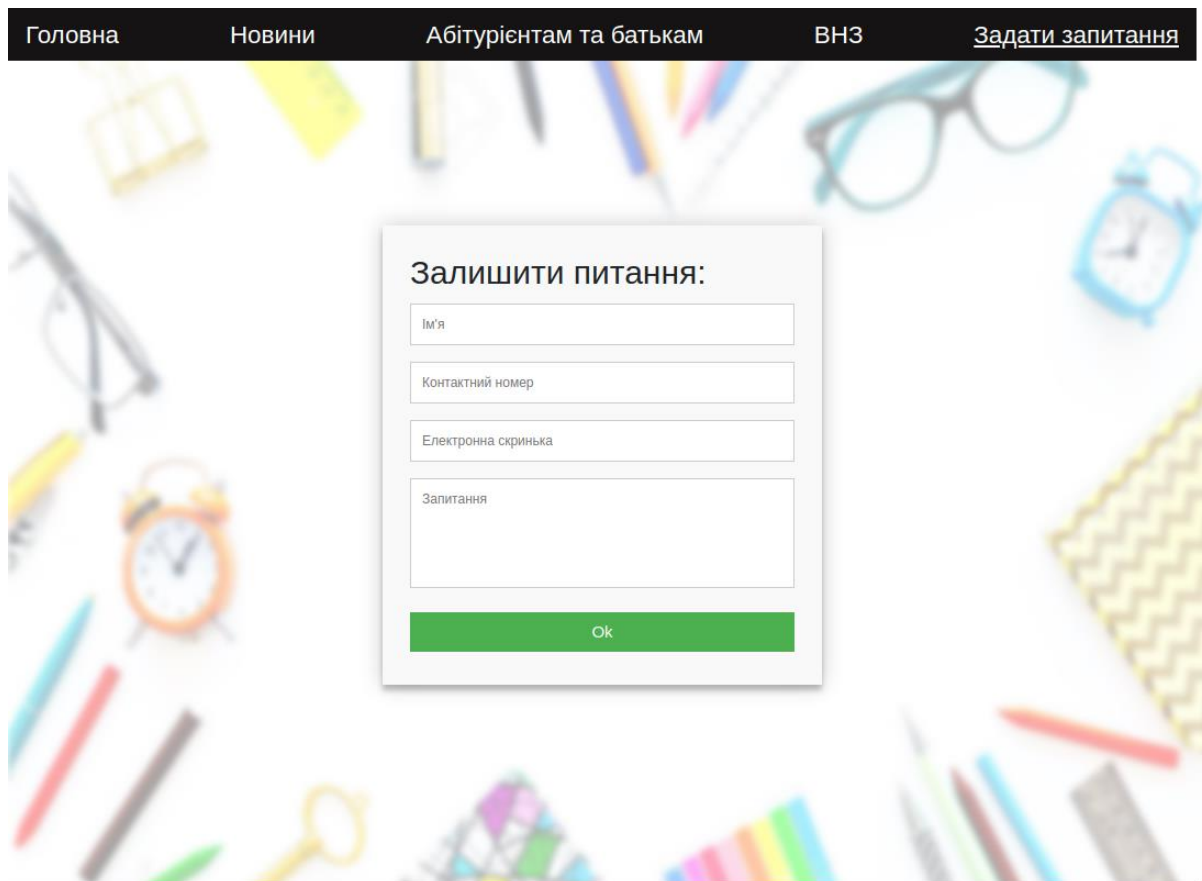 Головна Новини Абітурієнтам та батькам ВНЗ Задати запитання
Залишити питання:
Ім'я
Контактний номер
Електронна скринька
Запитання
Ok